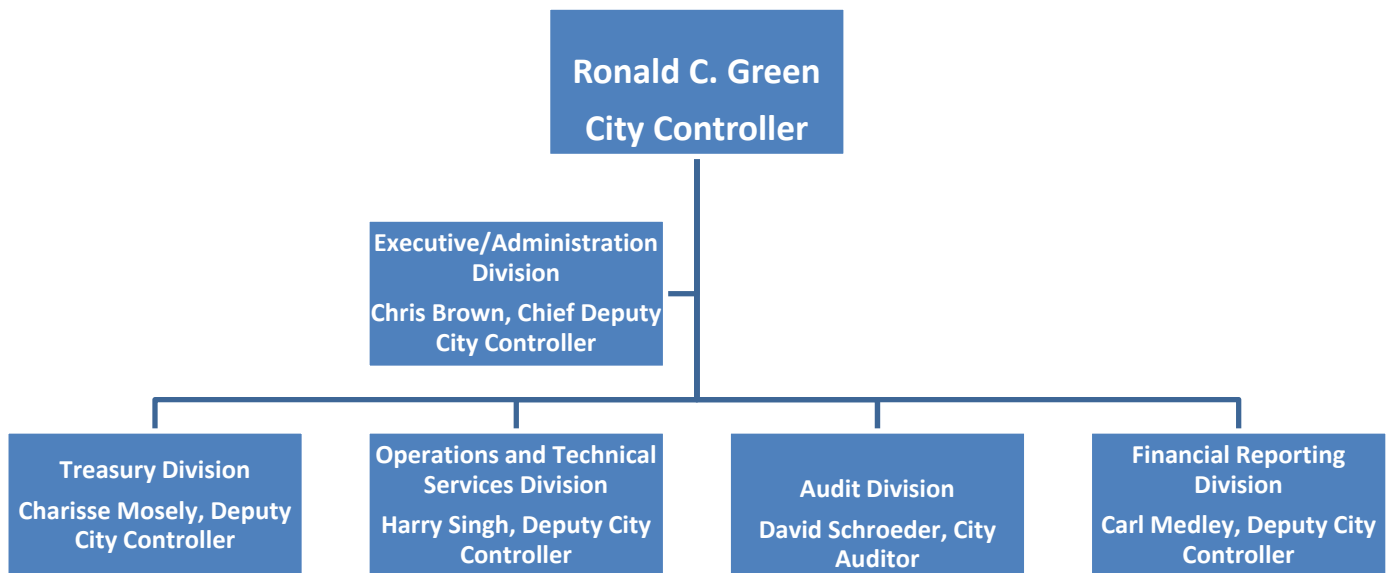 Ronald C. Green
City Controller
Executive/Administration
Division
Chris Brown, Chief Deputy
City Controller
Treasury Division
Charisse Mosely, Deputy
City Controller
Operations and Technical
Services Division
Harry Singh, Deputy City
Controller
Audit Division
David Schroeder, City
Auditor
Financial Reporting
Division
Carl Medley, Deputy City
Controller